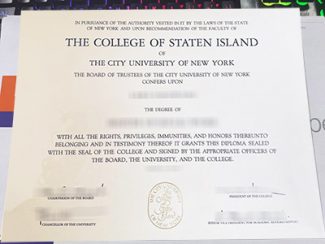 IN PURSUANCE OF THE AUTHORITY VESTED IN IT BY THE LAWS OF THE STATE
OF NEW YORK AND UPON RECOMMENDATION OF THE FACULTY OF
THE COLLEGE OF STATEN ISLAND
OF
THE CITY UNIVERSITY OF NEW YORK
THE BOARD OF TRUSTEES OF THE CITY UNIVERSITY OF NEW YORK
CONFERS UPON
THE DEGREE OF
WITH ALL THE RIGHTS, PRIVILEGES, IMMUNITIES, AND HONORS THEREUNTO
BELONGING AND IN TESTIMONY THEREOF IT GRANTS THIS DIPLOMA SEALED
WITH THE SEAL OF THE COLLEGE AND SIGNED BY THE APPROPRIATE OFFICERS OF
THE BOARD, THE UNIVERSITY, AND THE COLLEGE.
CHAIRPERSON OF THE BOARD
PRESIDENT OF THE COLLEGE
CHANCELLOR OF THE UNIVERSITY